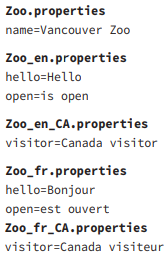 Zoo.properties
name=Vancouver Zoo
Zoo_en.properties
hello=Hello
open=is open
Zoo_en_CA.properties
visitor=Canada visitor
Zoo_fr.properties
hello=Bonjour
open=est ouvert
Zoo_fr_CA.properties
visitor=Canada visiteur